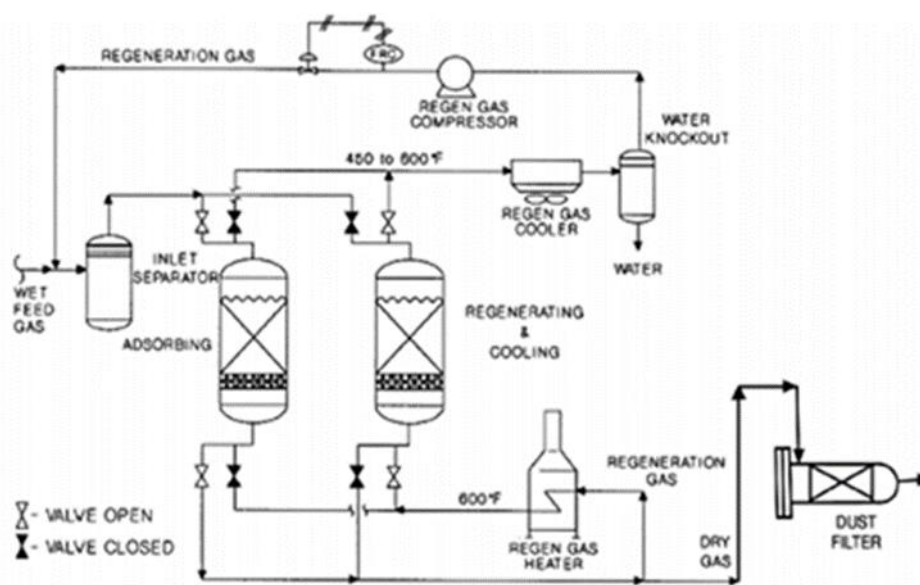 FRC
REGENERATION GAS
REGEN GAS
COMPRESSOR
WATER
KNOCKOUT
450 to 600°F
REGEN GAS
COOLER
WATER
INLET
SEPARATOR
WET
FEED
GAS
ADSORBING
REGENERATING
&
COOLING
REGENERATION
GAS
600°F
REGEN GAS
HEATER
DRY
GAS
DUST
FILTER
- VALVE OPEN
- VALVE CLOSED